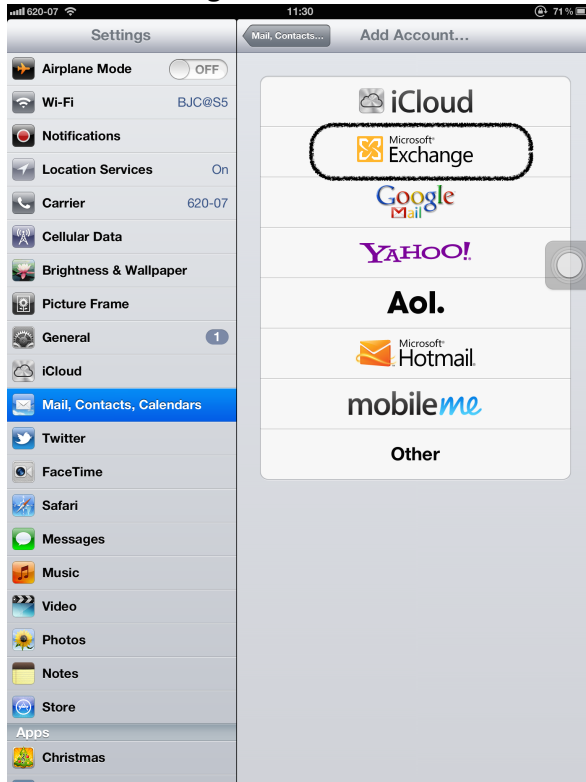 620-07 11:30 71%
Settings
Airplane Mode OFF
Wi-Fi BJC@S5
Notifications
Location Services On
Carrier 620-07
Cellular Data
Brightness & Wallpaper
Picture Frame
General 1
iCloud
Mail, Contacts, Calendars
Twitter
FaceTime
Safari
Messages
Music
Video
Photos
Notes
Store
Apps
Christmas
Mail, Contacts... Add Account...
iCloud
Microsoft®
Exchange
Google
Mail
YAHOO!
Aol.
Microsoft®
Hotmail
mobileme
Other